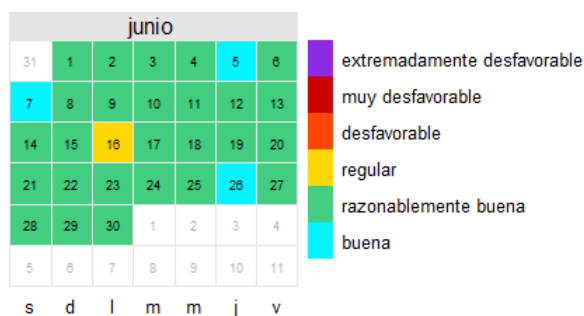 junio
31 1 2 3 4 5 6
7 8 9 10 11 12 13
14 15 16 17 18 19 20
21 22 23 24 25 26 27
28 29 30 1 2 3 4
5 6 7 8 9 10 11
s d l m m j v
extremadamente desfavorable
muy desfavorable
desfavorable
regular
razonablemente buena
buena